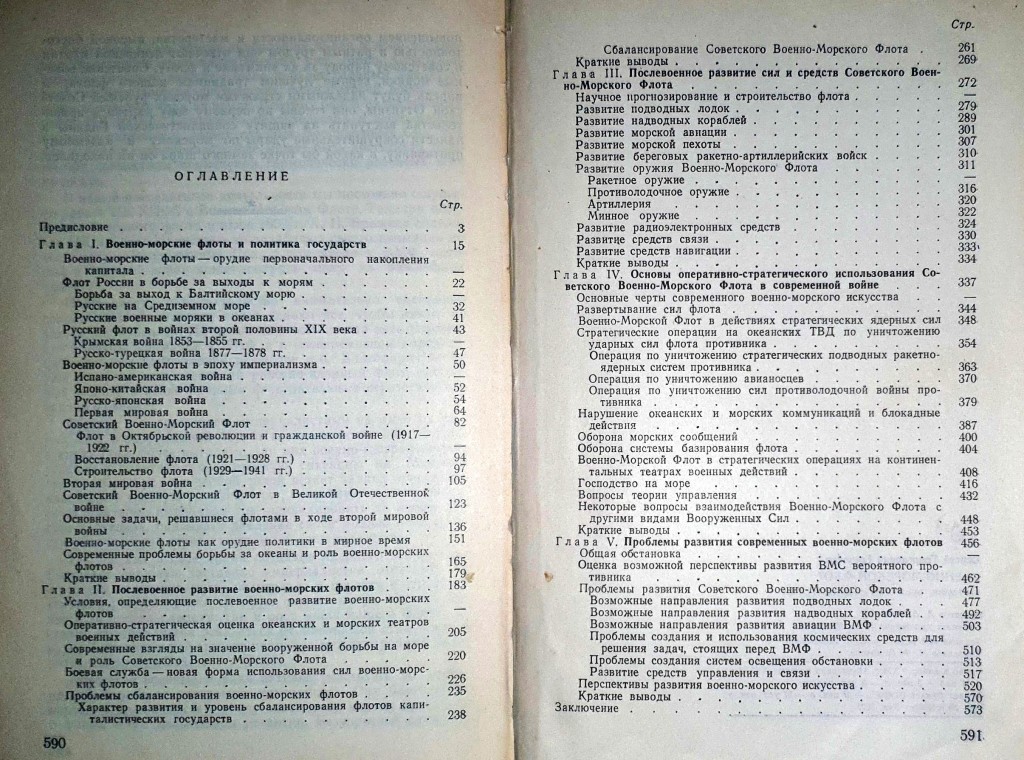 ОГЛАВЛЕНИЕ
Стр.
Предисловие . . . . . . . . . . . . . . . 3
Глава I. Военно-морские флоты и политика государств . . . 15
Военно-морские флоты — орудие первоначального накопления
капитала . . . . . . . . . . . . . . . —
Флот России в борьбе за выходы к морям . . . . . . 22
Борьба за выход к Балтийскому морю . . . . . . . —
Русские на Средиземном море . . . . . . . . 32
Русские военные моряки в океанах . . . . . . . 41
Русский флот в войнах второй половины XIX века . . . . 43
Крымская война 1853—1855 гг. . . . . . . . . —
Русско-турецкая война 1877—1878 гг. . . . . . . . 47
Военно-морские флоты в эпоху империализма . . . . . 50
Испано-американская война . . . . . . . . . —
Японо-китайская война . . . . . . . . . . 52
Русско-японская война . . . . . . . . . . 54
Первая мировая война . . . . . . . . . . 64
Советский Военно-Морский Флот . . . . . . . . 82
Флот в Октябрьской революции и гражданской войне (1917—
1922 гг.) . . . . . . . . . . . . . . —
Восстановление флота (1921—1928 гг.) . . . . . . 94
Строительство флота (1929—1941 гг.) . . . . . . . 97
Вторая мировая война . . . . . . . . . . . 105
Советский Военно-Морский Флот в Великой Отечественной
войне . . . . . . . . . . . . . . . 123
Основные задачи, решавшиеся флотами в ходе второй мировой
войны . . . . . . . . . . . . . . . 136
Военно-морские флоты как орудие политики в мирное время 151
Современные проблемы борьбы за океаны и роль военно-морских
флотов . . . . . . . . . . . . . . . 165
Краткие выводы . . . . . . . . . . . . . 179
Глава II. Послевоенное развитие военно-морских флотов . . . 183
Условия, определяющие послевоенное развитие военно-морских
флотов . . . . . . . . . . . . . . . —
Оперативно-стратегическая оценка океанских и морских театров
военных действий . . . . . . . . . . . . 205
Современные взгляды на значение вооруженной борьбы на море
и роль Советского Военно-Морского Флота . . . . . 220
Боевая служба — новая форма использования сил военно-морс-
ких флотов . . . . . . . . . . . . . . 226
Проблемы сбалансирования военно-морских флотов . . . . 235
Характер развития и уровень сбалансирования флотов капи-
талистических государств . . . . . . . . . . 238
590
Стр.
Сбалансирование Советского Военно-Морского Флота . 261
Краткие выводы . . . . . . . . . . . . . 269
Глава III. Послевоенное развитие сил и средств Советского Воен-
но-Морского Флота . . . . . . . . . . . . 272
Научное прогнозирование и строительство флота . . . . . —
Развитие подводных лодок . . . . . . . . . . 279
Развитие надводных кораблей . . . . . . . . . 289
Развитие морской авиации . . . . . . . . . . 301
Развитие морской пехоты . . . . . . . . . . 307
Развитие береговых ракетно-артиллерийских войск . . . . 310
Развитие оружия Военно-Морского Флота . . . . . . 311
Ракетное оружие . . . . . . . . . . . . —
Противолодочное оружие . . . . . . . . . . 316
Артиллерия . . . . . . . . . . . . . 320
Минное оружие . . . . . . . . . . . . 322
Развитие радиоэлектронных средств . . . . . . . 324
Развитие средств связи . . . . . . . . . . . 330
Развитие средств навигации . . . . . . . . . . 333
Краткие выводы . . . . . . . . . . . . . 334
Глава IV. Основы оперативно-стратегического использования Со-
ветского Военно-Морского Флота в современной войне . . . 337
Основные черты современного военно-морского искусства . . . —
Развертывание сил флота . . . . . . . . . . 344
Военно-Морской Флот в действиях стратегических ядерных сил 348
Стратегические операции на океанских ТВД по уничтожению
ударных сил флота противника . . . . . . . . . 354
Операция по уничтожению стратегических подводных ракетно-
ядерных систем противника . . . . . . . . . 363
Операция по уничтожению авианосцев . . . . . . 370
Операция по уничтожению сил противолодочной войны про-
тивника . . . . . . . . . . . . . . 379
Нарушение океанских и морских коммуникаций и блокадные
действия . . . . . . . . . . . . . . 387
Оборона морских сообщений . . . . . . . . . 400
Оборона системы базирования флота . . . . . . . 404
Военно-Морской Флот в стратегических операциях на континен-
тальных театрах военных действий . . . . . . . . 408
Господство на море . . . . . . . . . . . . 416
Вопросы теории управления . . . . . . . . . . 432
Некоторые вопросы взаимодействия Военно-Морского Флота с
другими видами Вооруженных Сил . . . . . . . . 448
Краткие выводы . . . . . . . . . . . . . 453
Глава V. Проблемы развития современных военно-морских флотов 456
Общая обстановка . . . . . . . . . . . . —
Оценка возможной перспективы развития ВМС вероятного про-
тивника . . . . . . . . . . . . . . 462
Проблемы развития Советского Военно-Морского Флота . . . 471
Возможные направления развития подводных лодок . . . . 477
Возможные направления развития надводных кораблей . . . 492
Возможные направления развития авиации ВМФ . . . . 503
Проблемы создания и использования космических средств для
решения задач, стоящих перед ВМФ . . . . . . . 510
Проблемы создания систем освещения обстановки . . . . 513
Развитие средств управления и связи . . . . . . . 517
Перспективы развития военно-морского искусства . . . . . 520
Краткие выводы . . . . . . . . . . . . . 570
Заключение . . . . . . . . . . . . . . . 573
591